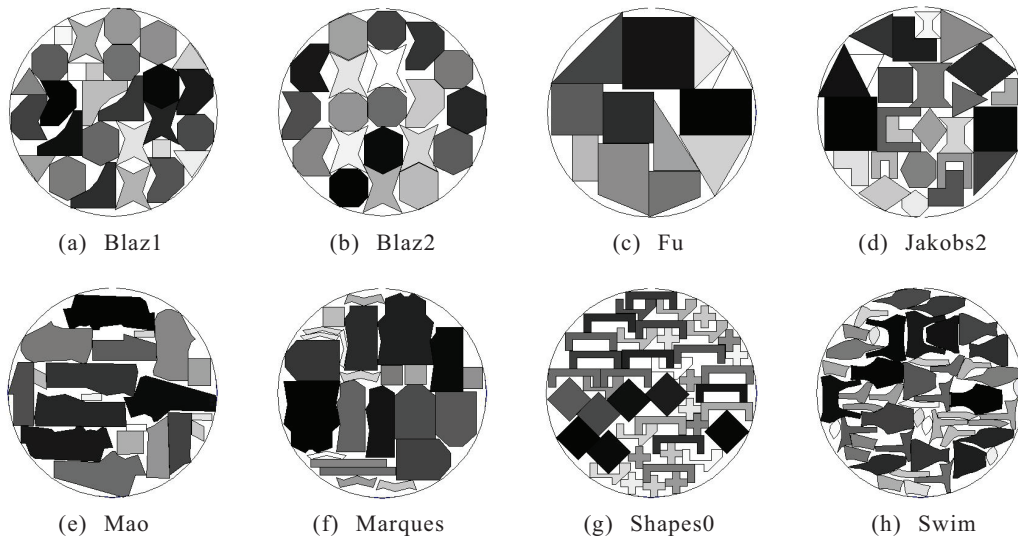 (a) Blaz1
(b) Blaz2
(c) Fu
(d) Jakobs2
(e) Mao
(f) Marques
(g) Shapes0
(h) Swim